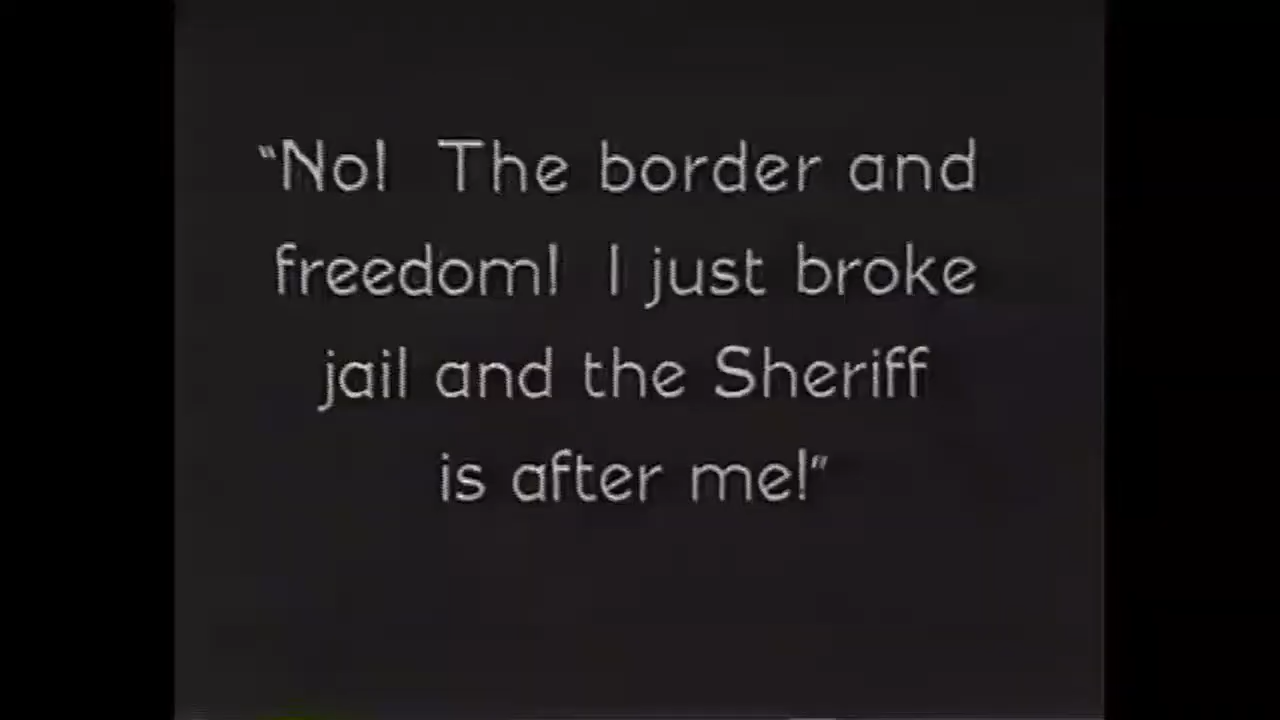 “No!  The border and
freedom!  I just broke
jail and the Sheriff
is after me!”